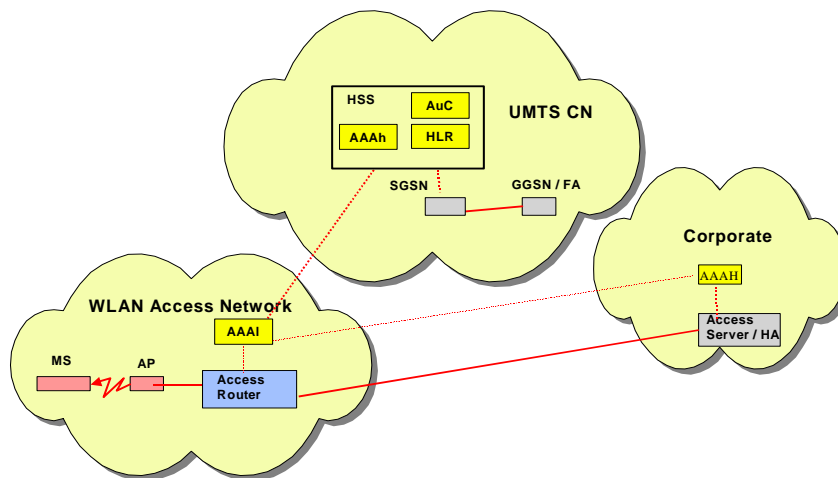 HSS
AuC
UMTS CN
AAAh
HLR
SGSN
GGSN / FA
Corporate
AAAH
WLAN Access Network
AAAl
Access
Server / HA
MS
AP
Access
Router